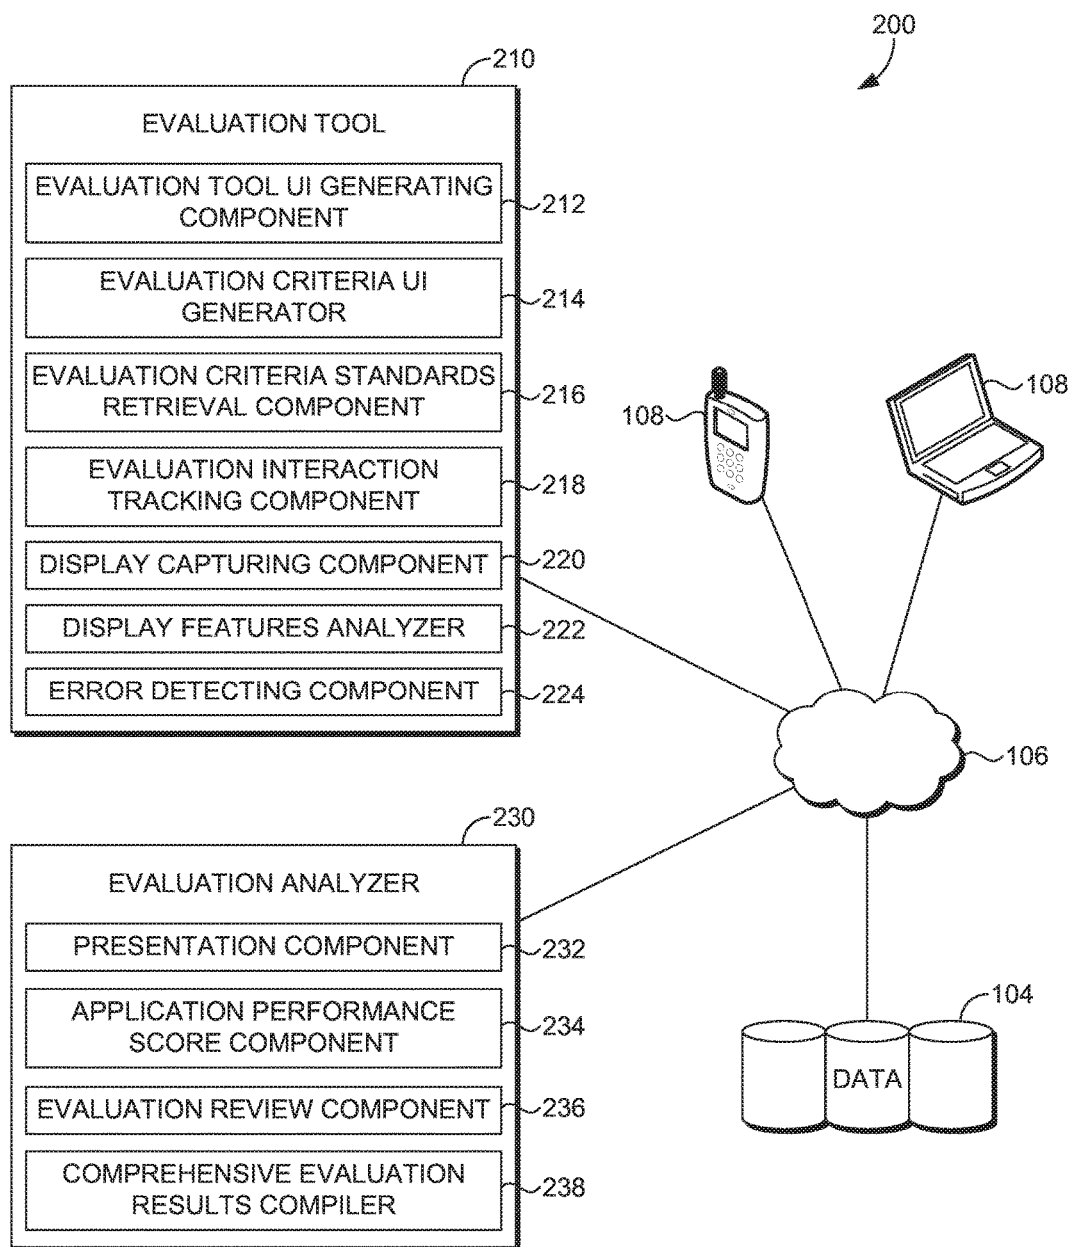 200
210
EVALUATION TOOL
EVALUATION TOOL UI GENERATING
COMPONENT
212
EVALUATION CRITERIA UI
GENERATOR
214
EVALUATION CRITERIA STANDARDS
RETRIEVAL COMPONENT
216
EVALUATION INTERACTION
TRACKING COMPONENT
218
DISPLAY CAPTURING COMPONENT
220
DISPLAY FEATURES ANALYZER
222
ERROR DETECTING COMPONENT
224
108
108
106
230
EVALUATION ANALYZER
PRESENTATION COMPONENT
232
APPLICATION PERFORMANCE
SCORE COMPONENT
234
EVALUATION REVIEW COMPONENT
236
COMPREHENSIVE EVALUATION
RESULTS COMPILER
238
104
DATA